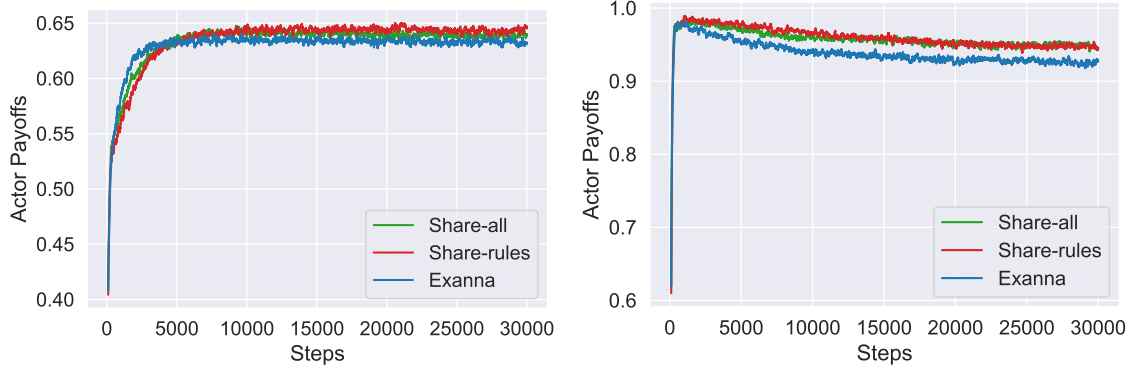 Actor Payoffs
0.65
0.60
0.55
0.50
0.45
0.40
Share-all
Share-rules
Exanna
0 5000 10000 15000 20000 25000 30000
Steps
Actor Payoffs
1.0
0.9
0.8
0.7
0.6
Share-all
Share-rules
Exanna
0 5000 10000 15000 20000 25000 30000
Steps